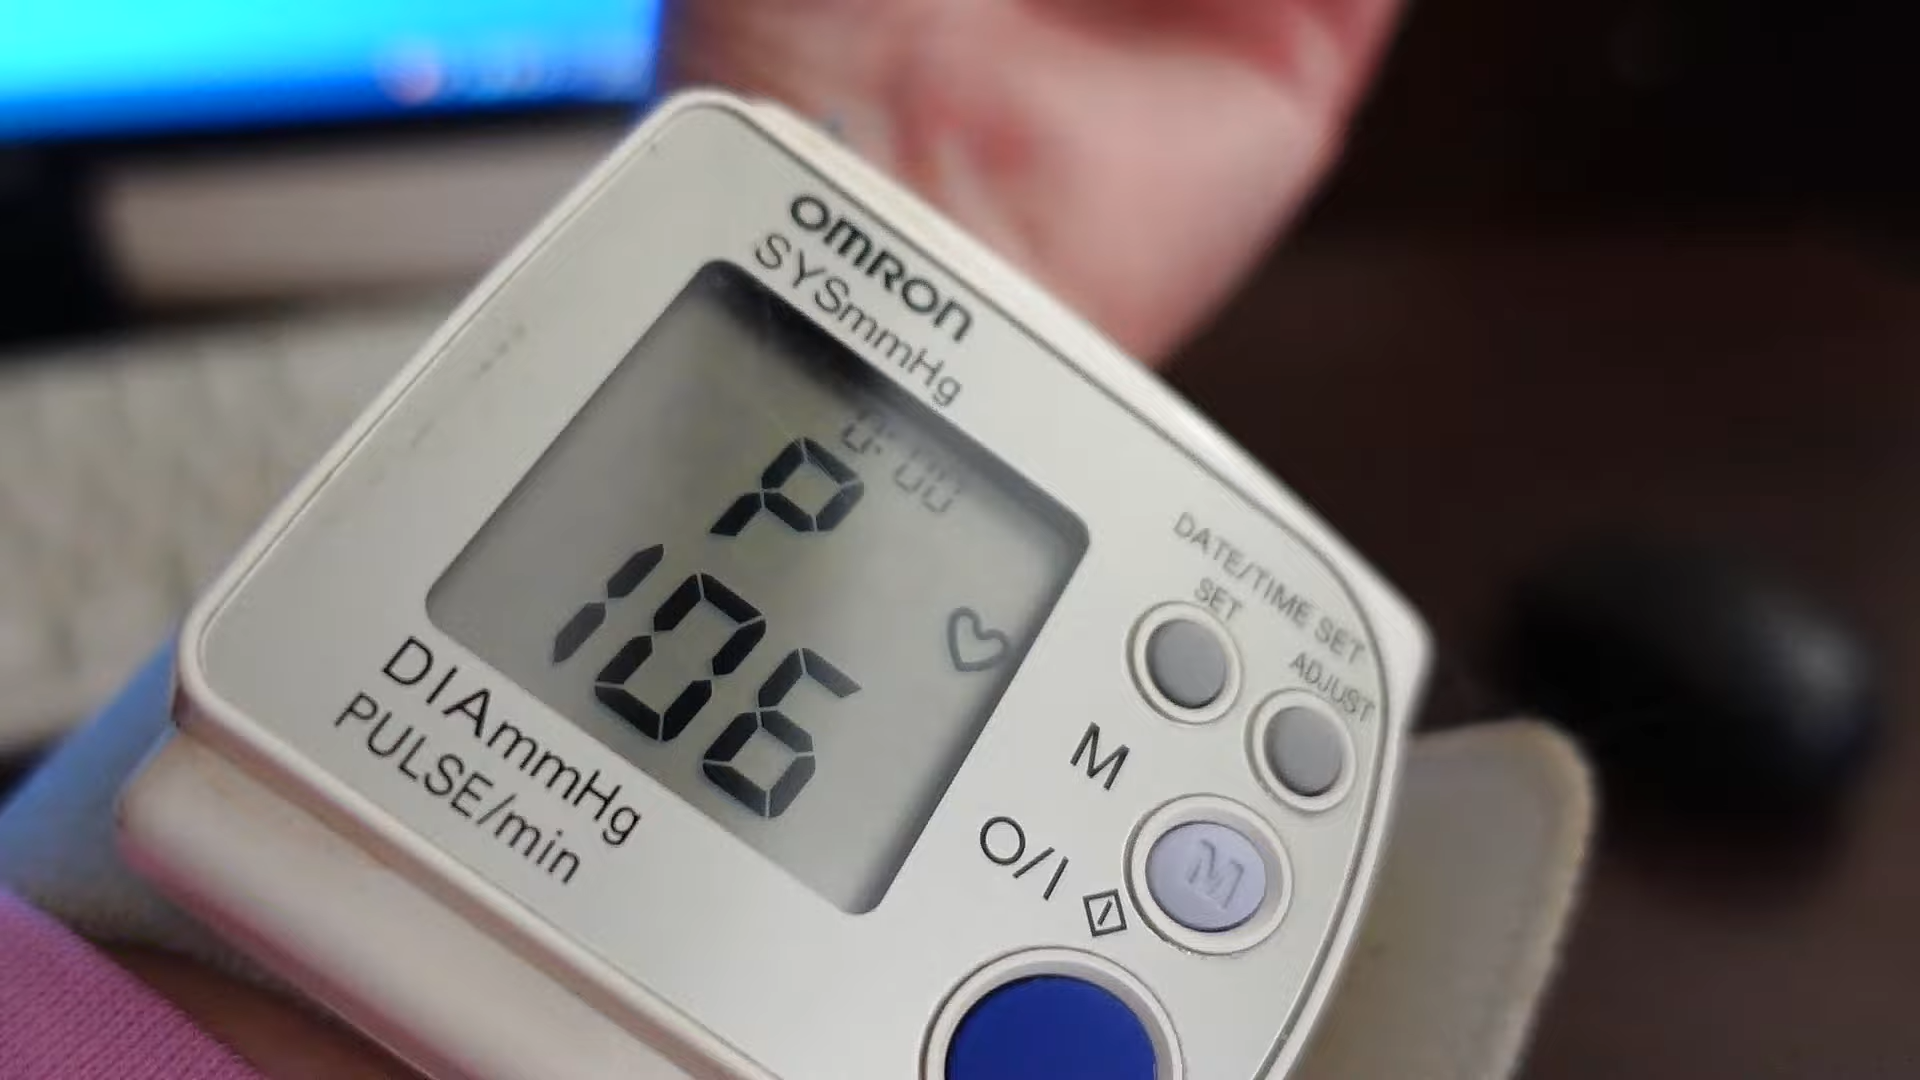 OMRON
SYSmmHg
0:00
P
106
DIAmmHg
PULSE/min
DATE/TIME SET
SET
ADJUST
M
M
O/I